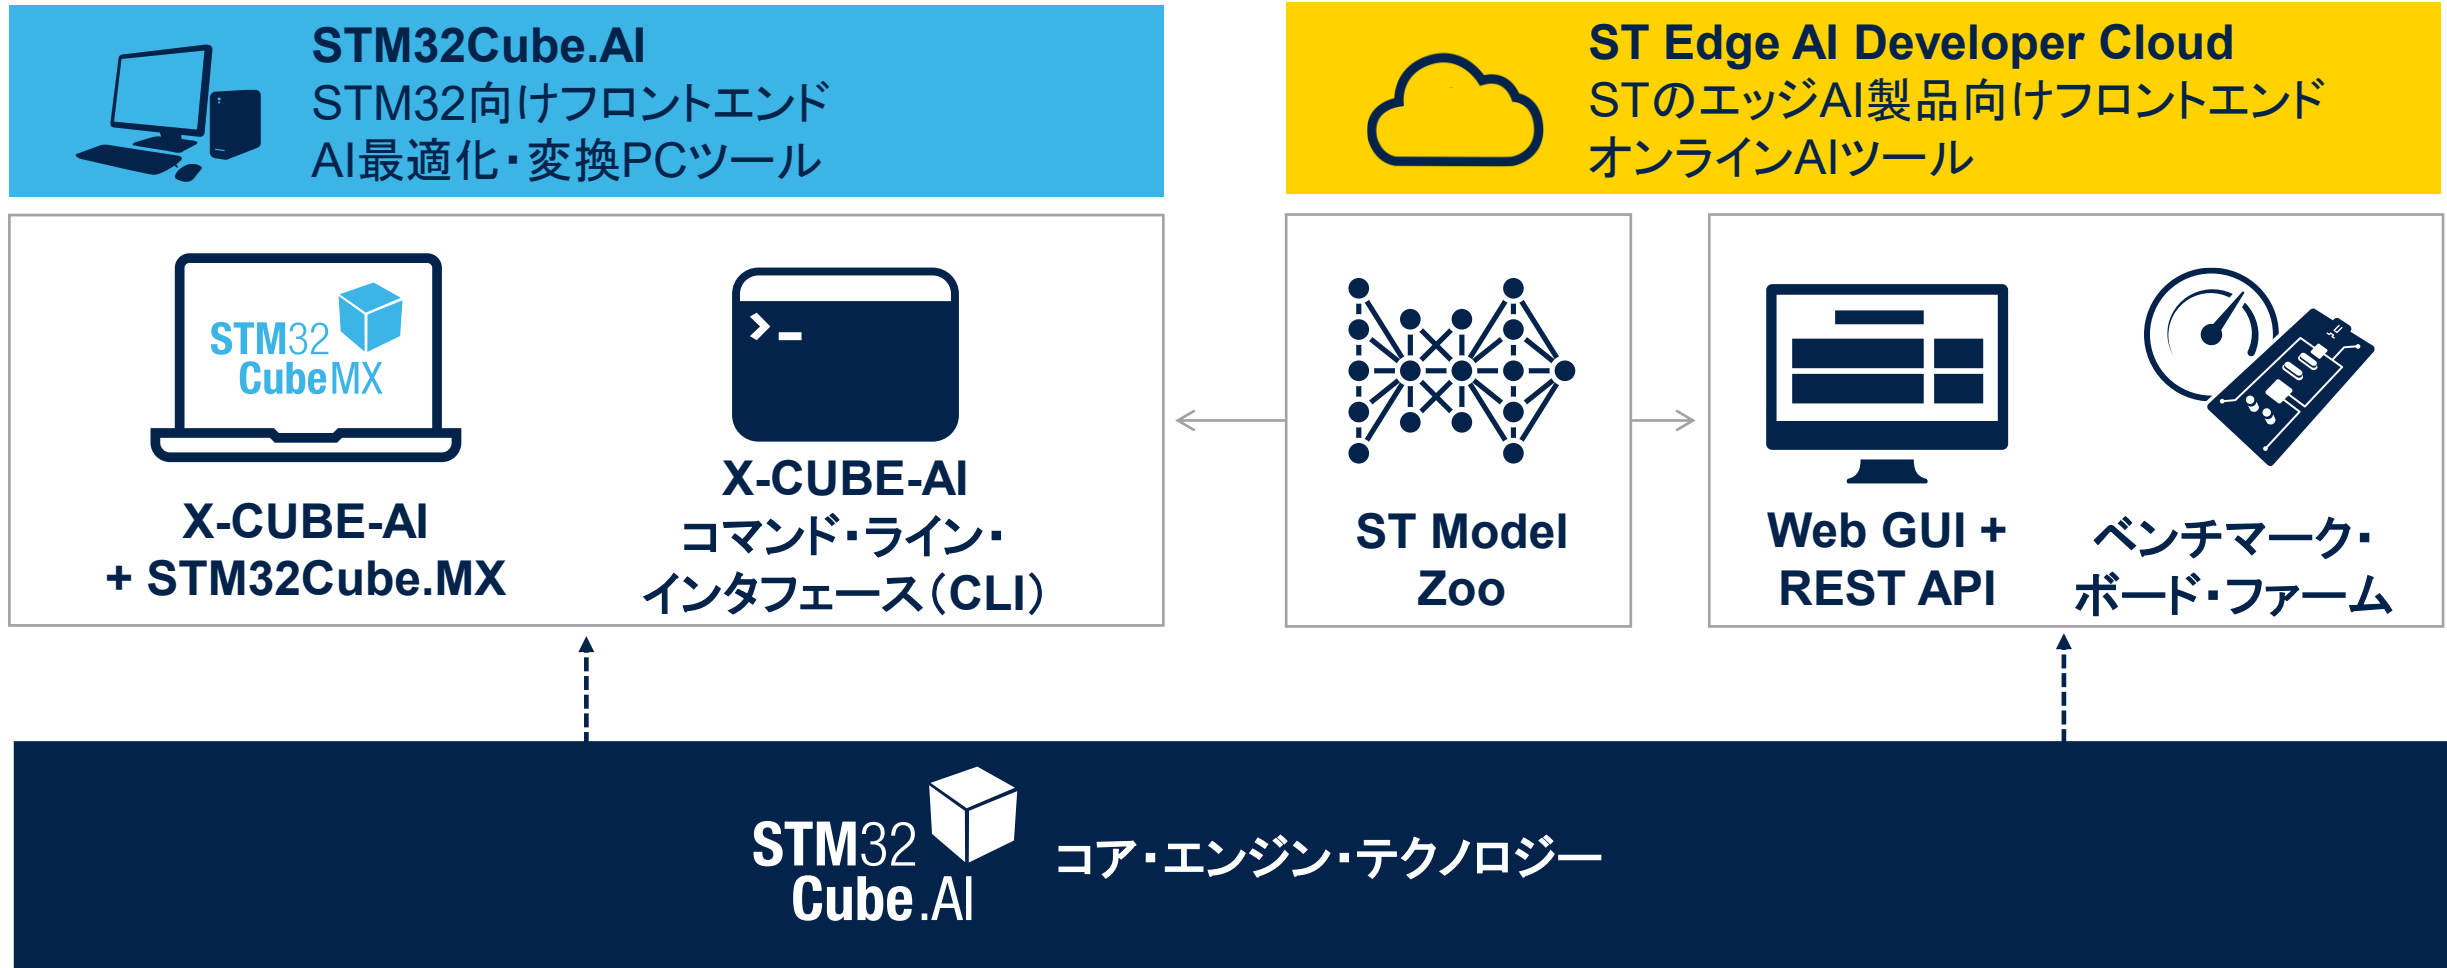 STM32Cube.AI
STM32向けフロントエンド
AI最適化・変換PCツール
ST Edge AI Developer Cloud
STのエッジAI製品向けフロントエンド
オンラインAIツール
STM32
CubeMX
X-CUBE-AI
+ STM32Cube.MX
X-CUBE-AI
コマンド・ライン・
インタフェース（CLI）
ST Model
Zoo
Web GUI +
REST API
ベンチマーク・
ボード・ファーム
STM32
Cube.AI
コア・エンジン・テクノロジー